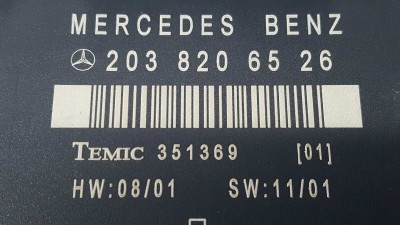 MERCEDES BENZ
203 820 65 26
TEMIC 351369 [01]
HW:08/01 SW:11/01